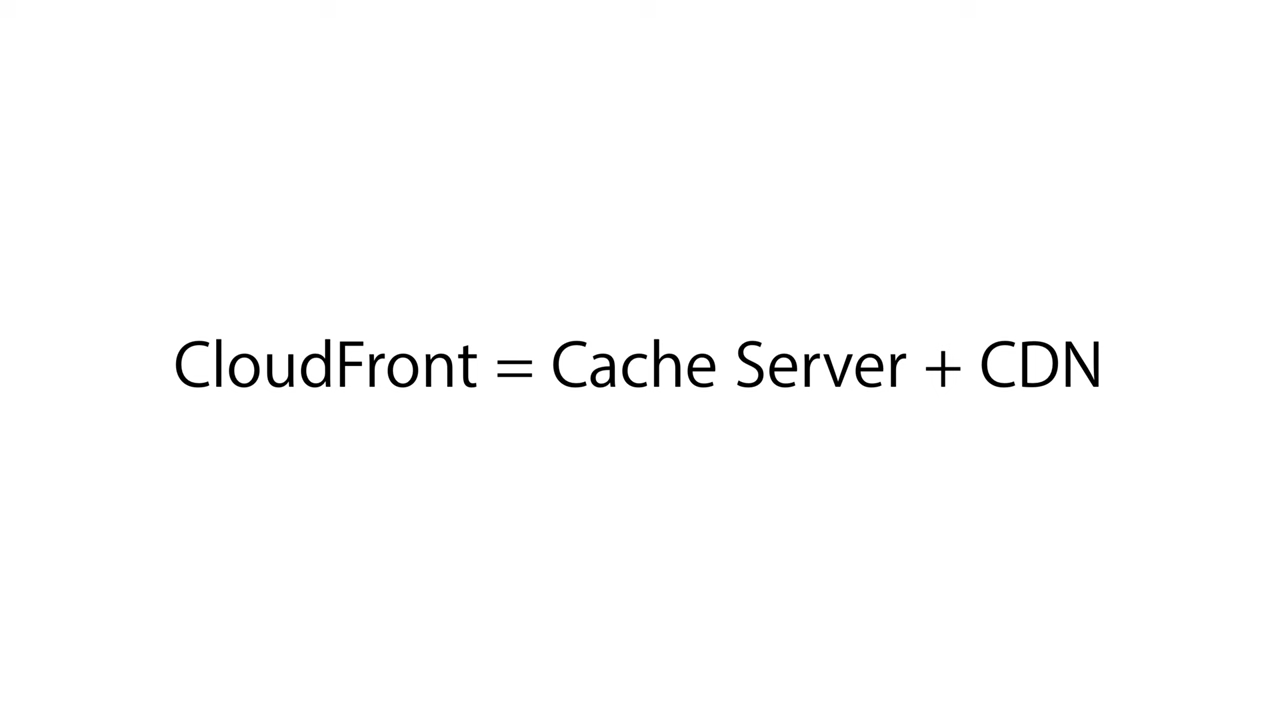 CloudFront = Cache Server + CDN